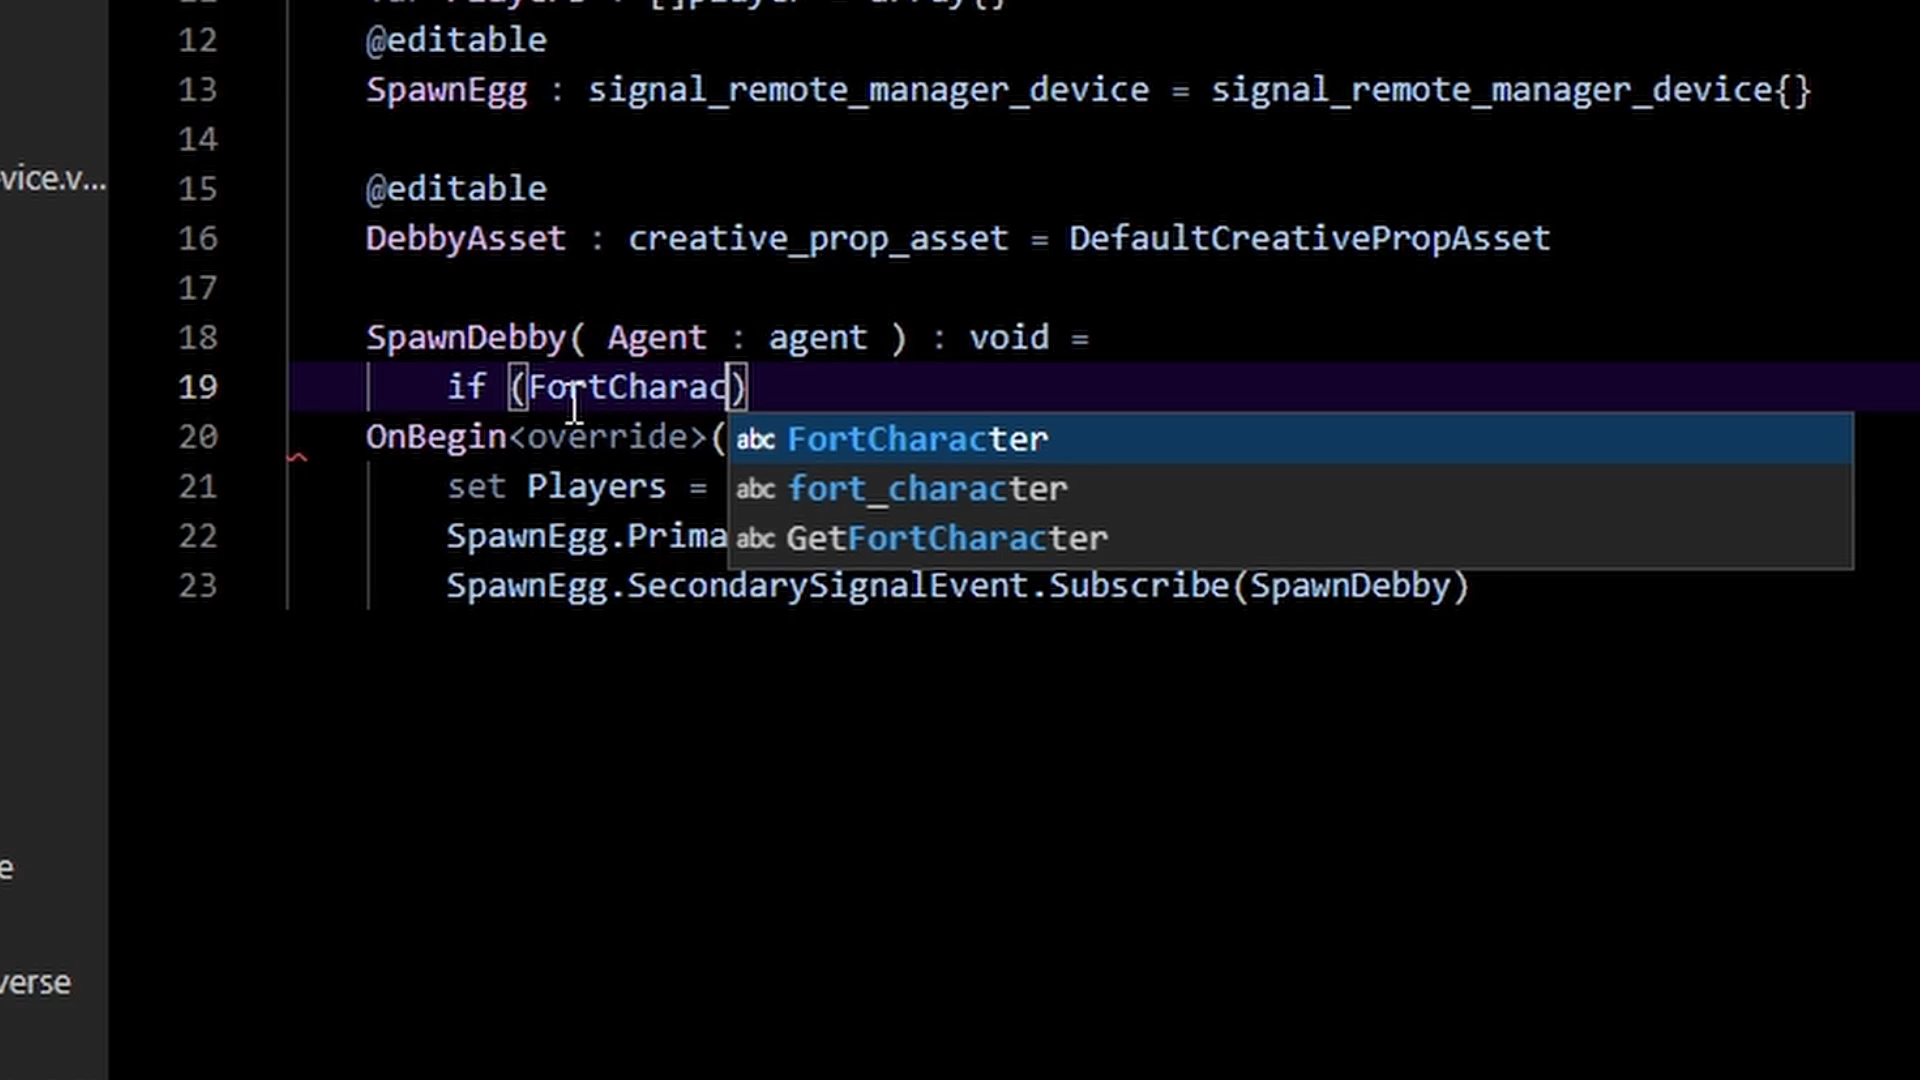 12 @editable
13 SpawnEgg : signal_remote_manager_device = signal_remote_manager_device{}
14
vice.v...
15 @editable
16 DebbyAsset : creative_prop_asset = DefaultCreativePropAsset
17
18 SpawnDebby( Agent : agent ) : void =
19 if (FortCharac)
20 OnBegin<override>(
abc FortCharacter
21 set Players =
abc fort_character
22 SpawnEgg.Prima
abc GetFortCharacter
23 SpawnEgg.SecondarySignalEvent.Subscribe(SpawnDebby)
e
verse